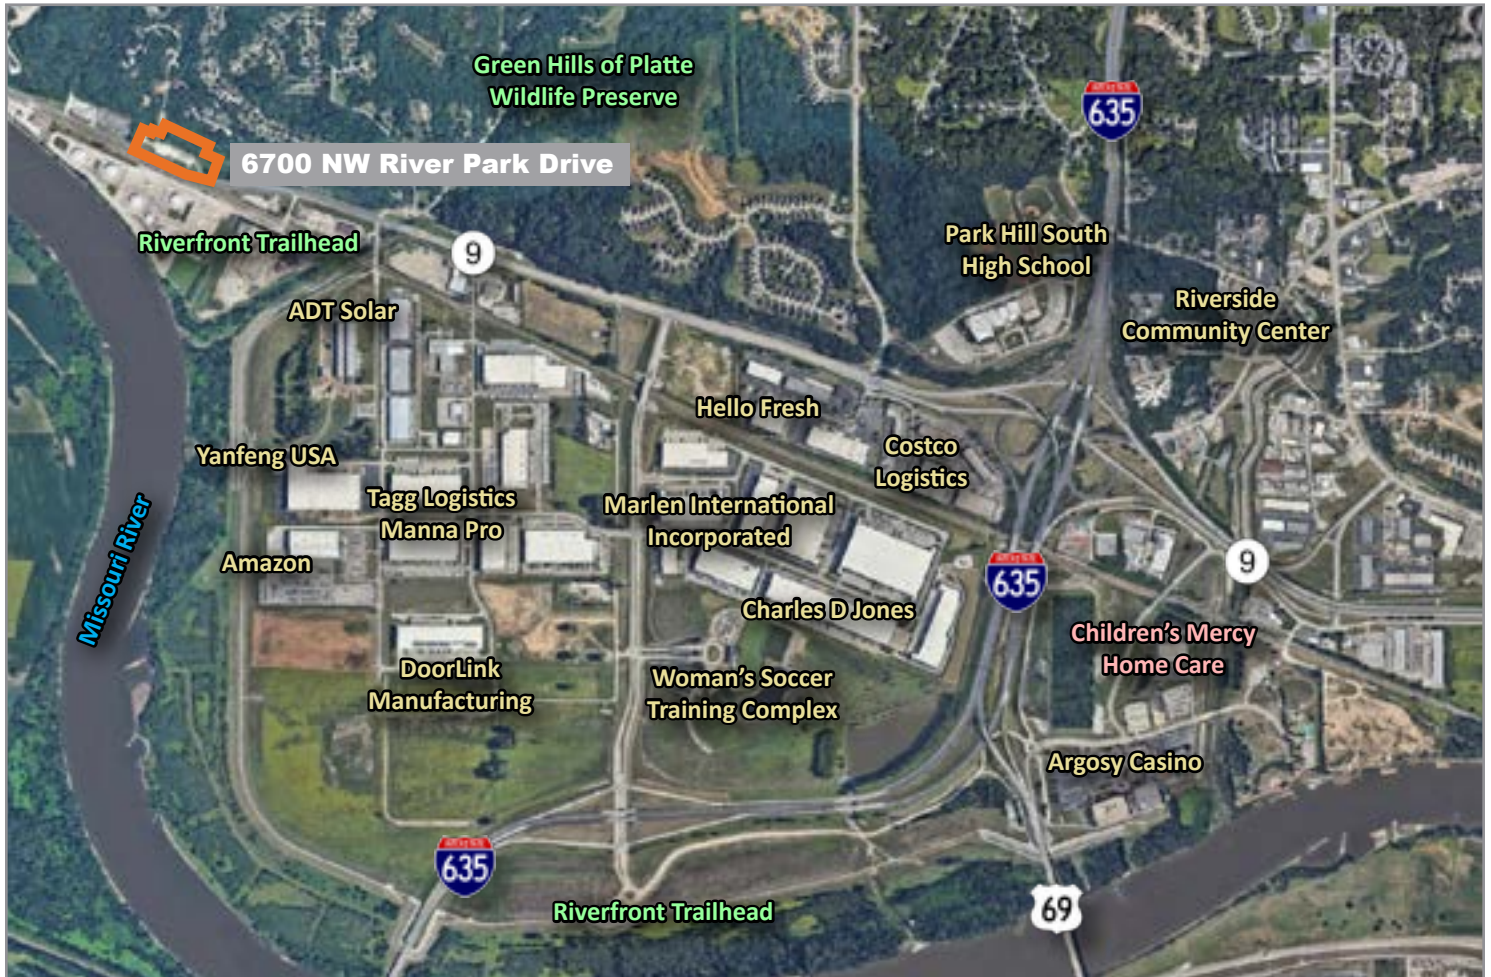 Green Hills of Platte
Wildlife Preserve
635
6700 NW River Park Drive
Riverfront Trailhead
9
Park Hill South
High School
Riverside
Community Center
ADT Solar
Hello Fresh
Costco
Logistics
Yanfeng USA
Tagg Logistics
Manna Pro
Marlen International
Incorporated
Amazon
Missouri River
635
9
Charles D Jones
Children's Mercy
Home Care
DoorLink
Manufacturing
Woman's Soccer
Training Complex
Argosy Casino
635
Riverfront Trailhead
69